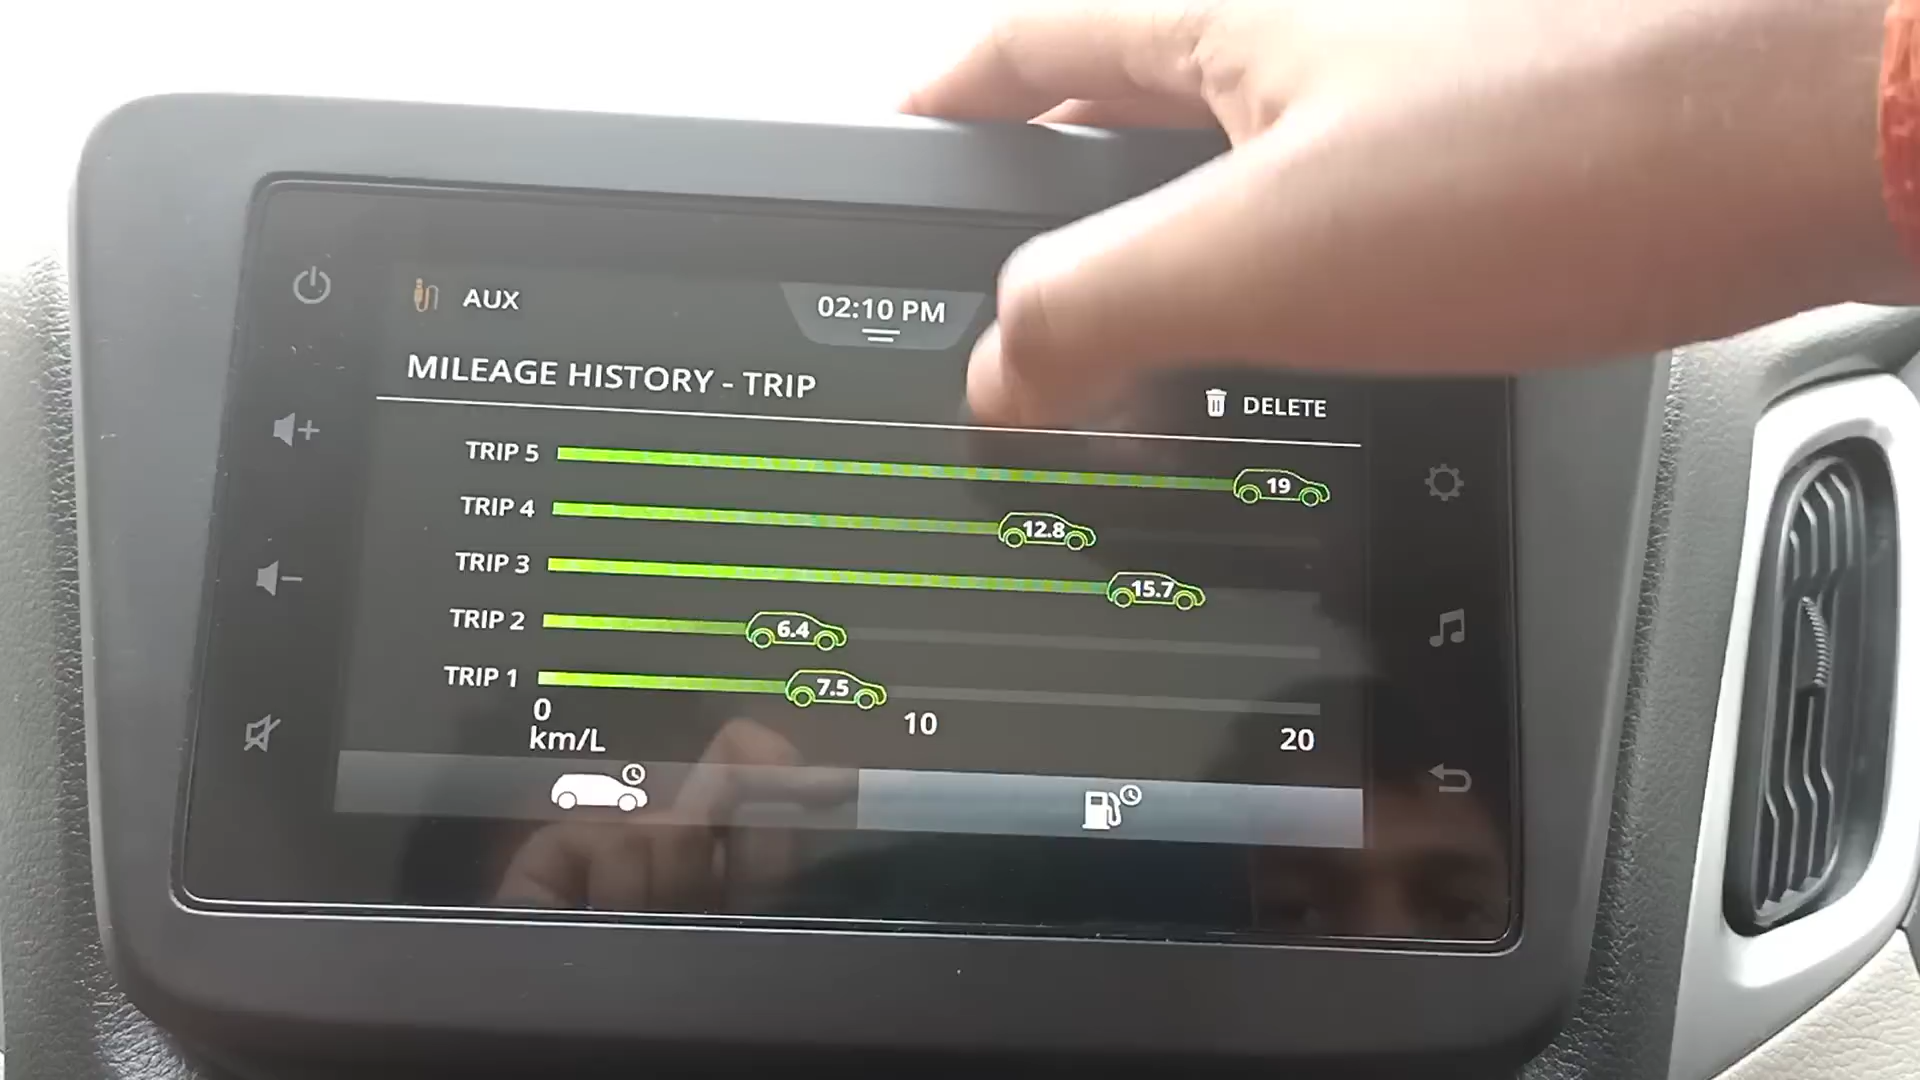 AUX
02:10 PM
MILEAGE HISTORY - TRIP
DELETE
TRIP 5 19
TRIP 4 12.8
TRIP 3 15.7
TRIP 2 6.4
TRIP 1 7.5
0 10 20
km/L